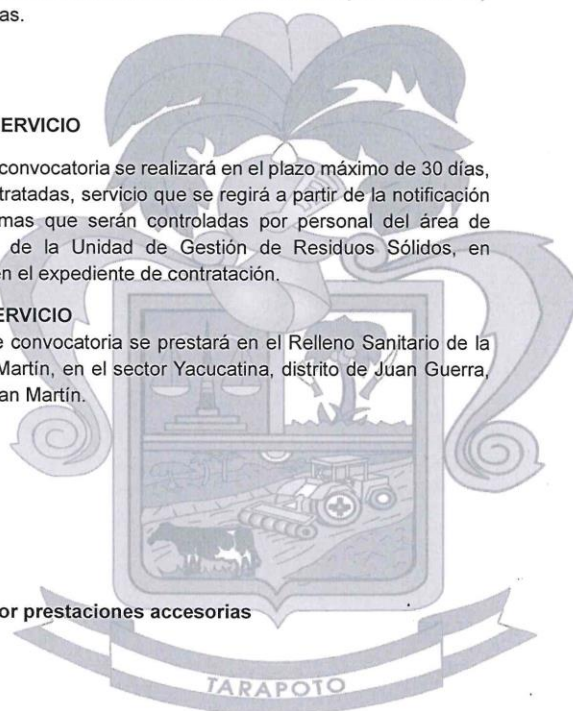 as.
ERVICIO
convocatoria se realizará en el plazo máximo de 30 días,
tratadas, servicio que se regirá a partir de la notificación
mas que serán controladas por personal del área de
de la Unidad de Gestión de Residuos Sólidos, en
en el expediente de contratación.
ERVICIO
e convocatoria se prestará en el Relleno Sanitario de la
Martín, en el sector Yacucatina, distrito de Juan Guerra,
an Martín.
or prestaciones accesorias
TARAPOTO